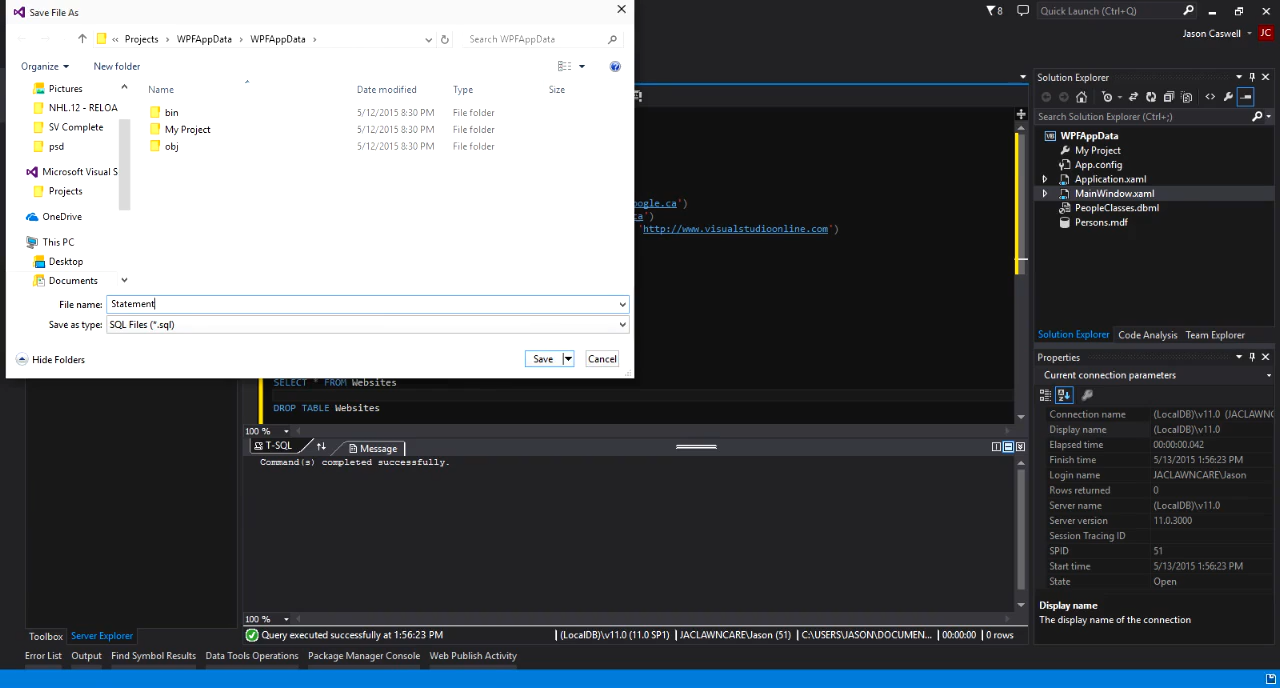 Save File As
Quick Launch (Ctrl+Q)
8
Jason Caswell
JC
« Projects › WPFAppData › WPFAppData ›
Search WPFAppData
Organize
New folder
Name
Date modified
Type
Size
bin
5/12/2015 8:30 PM
File folder
My Project
5/12/2015 8:30 PM
File folder
obj
5/12/2015 8:30 PM
File folder
Pictures
NHL.12 - RELOA
SV Complete
psd
Microsoft Visual S
Projects
OneDrive
This PC
Desktop
Documents
File name:
Statement
Save as type:
SQL Files (*.sql)
Hide Folders
Save
Cancel
ogle.ca')
ca')
'http://www.visualstudioonline.com')
SELECT * FROM Websites
DROP TABLE Websites
100 %
T-SQL
Message
Command(s) completed successfully.
100 %
Query executed successfully at 1:56:23 PM
(LocalDB)\v11.0 (11.0 SP1)
JACLAWNCARE\Jason (51)
C:\USERS\JASON\DOCUMEN...
00:00:00
0 rows
Solution Explorer
Search Solution Explorer (Ctrl+;)
WPFAppData
My Project
App.config
Application.xaml
MainWindow.xaml
PeopleClasses.dbml
Persons.mdf
Solution Explorer
Code Analysis
Team Explorer
Properties
Current connection parameters
Connection name
(LocalDB)\v11.0 (JACLAWNC
Display name
(LocalDB)\v11.0
Elapsed time
00:00:00.042
Finish time
5/13/2015 1:56:23 PM
Login name
JACLAWNCARE\Jason
Rows returned
0
Server name
(LocalDB)\v11.0
Server version
11.0.3000
Session Tracing ID
SPID
51
Start time
5/13/2015 1:56:23 PM
State
Open
Display name
The display name of the connection
Toolbox
Server Explorer
Error List
Output
Find Symbol Results
Data Tools Operations
Package Manager Console
Web Publish Activity